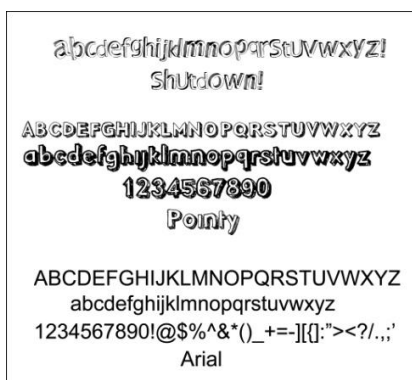 abcdefghijklmnopqrstuvwxyz!
Shutdown!
ABCDEFGHIJKLMNOPQRSTUVWXYZ
abcdefghijklmnopqrstuvwxyz
1234567890
Pointy
ABCDEFGHIJKLMNOPQRSTUVWXYZ
abcdefghijklmnopqrstuvwxyz
1234567890!@$%^&*()_+=-][{]:”><?/.,;’
Arial